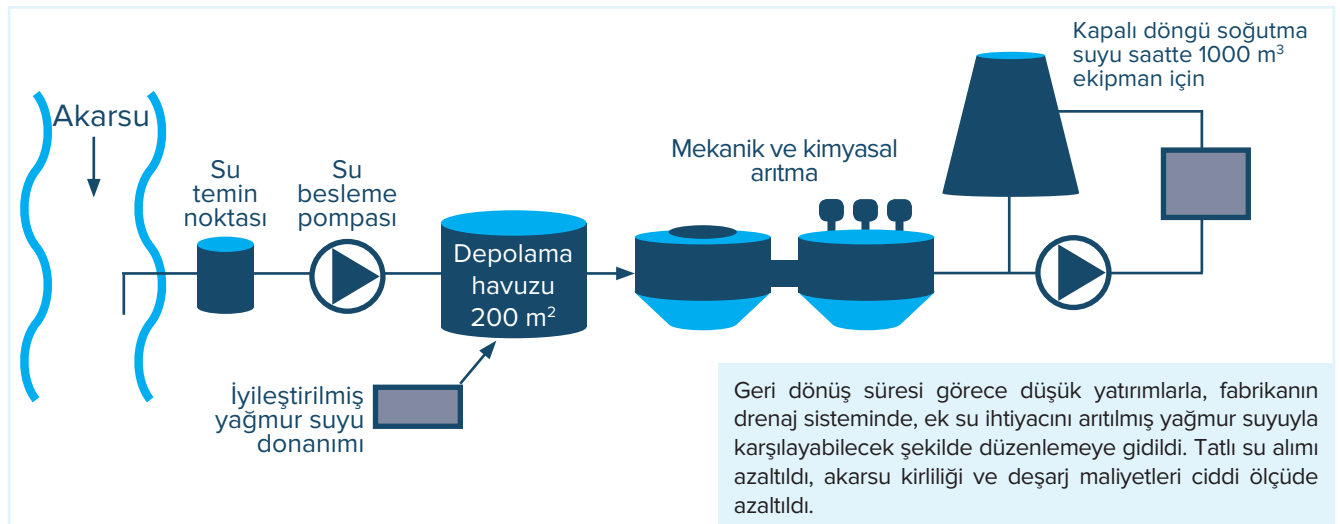 Akarsu
Su
temin
noktası
Su
besleme
pompası
Depolama
havuzu
200 m²
İyileştirilmiş
yağmur suyu
donanımı
Mekanik ve kimyasal
arıtma
Kapalı döngü soğutma
suyu saatte 1000 m³
ekipman için
Geri dönüş süresi görece düşük yatırımlarla, fabrikanın
drenaj sisteminde, ek su ihtiyacını arıtılmış yağmur suyuyla
karşılayabilecek şekilde düzenlemeye gidildi. Tatlı su alımı
azaltıldı, akarsu kirliliği ve deşarj maliyetleri ciddi ölçüde
azaltıldı.